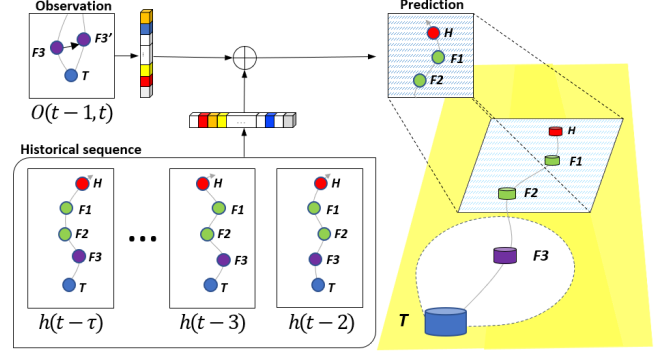 Observation
F3
F3′
T
O(t − 1, t)
...
...
Prediction
H
F1
F2
H
F1
F2
F3
T
Historical sequence
H
F1
F2
F3
T
h(t − τ)
...
H
F1
F2
F3
T
h(t − 3)
H
F1
F2
F3
T
h(t − 2)